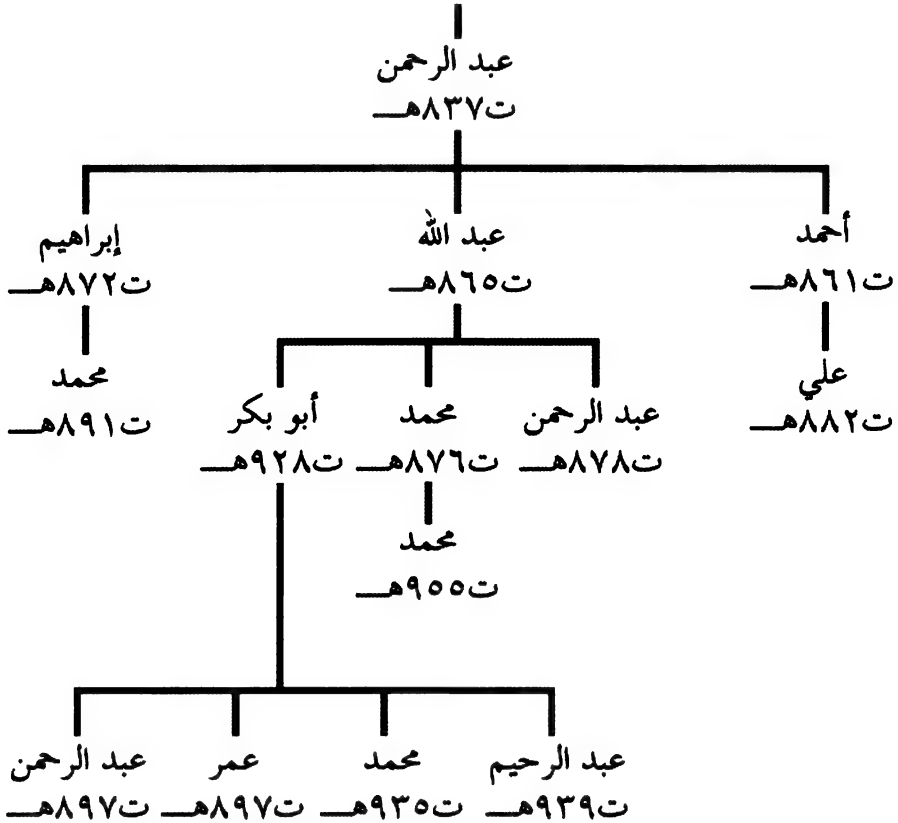 عبد الرحمن
ت٨٣٧هـ
أحمد
ت٨٦١هـ
عبد الله
ت٨٦٥هـ
إبراهيم
ت٨٧٢هـ
علي
ت٨٨٢هـ
محمد
ت٨٩١هـ
عبد الرحمن
ت٨٧٨هـ
محمد
ت٨٧٦هـ
أبو بكر
ت٩٢٨هـ
محمد
ت٩٥٥هـ
عبد الرحيم
ت٩٣٩هـ
محمد
ت٩٣٥هـ
عمر
ت٨٩٧هـ
عبد الرحمن
ت٨٩٧هـ